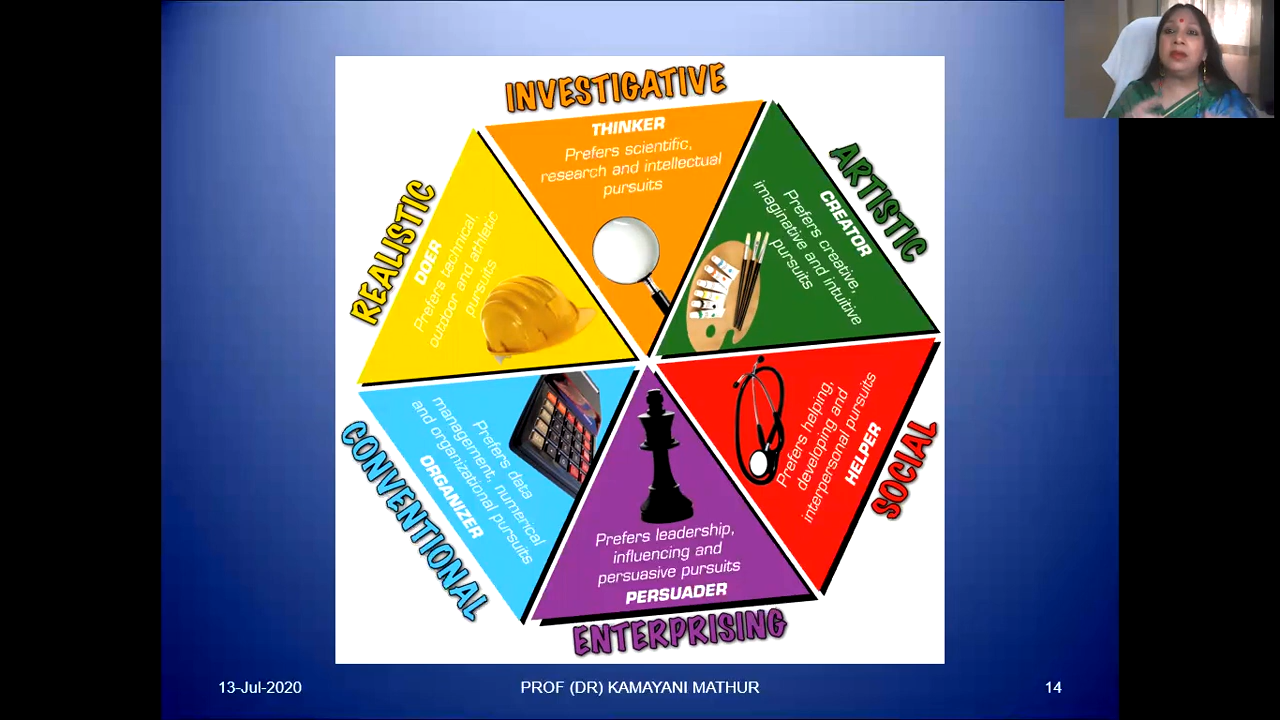 INVESTIGATIVE
THINKER
Prefers scientific,
research and intellectual
pursuits
ARTISTIC
CREATOR
Prefers creative,
imaginative and intuitive
pursuits
SOCIAL
Prefers helping,
developing and
interpersonal pursuits
HELPER
Prefers leadership,
influencing and
persuasive pursuits
PERSUADER
ENTERPRISING
Prefers data
management, numerical
and organizational pursuits
ORGANIZER
CONVENTIONAL
REALISTIC
DOER
Prefers technical,
outdoor and athletic
pursuits
13-Jul-2020
PROF (DR) KAMAYANI MATHUR
14